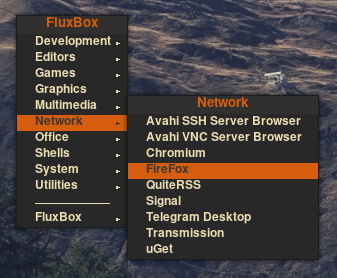 FluxBox
Development
Editors
Games
Graphics
Multimedia
Network
Office
Shells
System
Utilities
FluxBox
Network
Avahi SSH Server Browser
Avahi VNC Server Browser
Chromium
FireFox
QuiteRSS
Signal
Telegram Desktop
Transmission
uGet